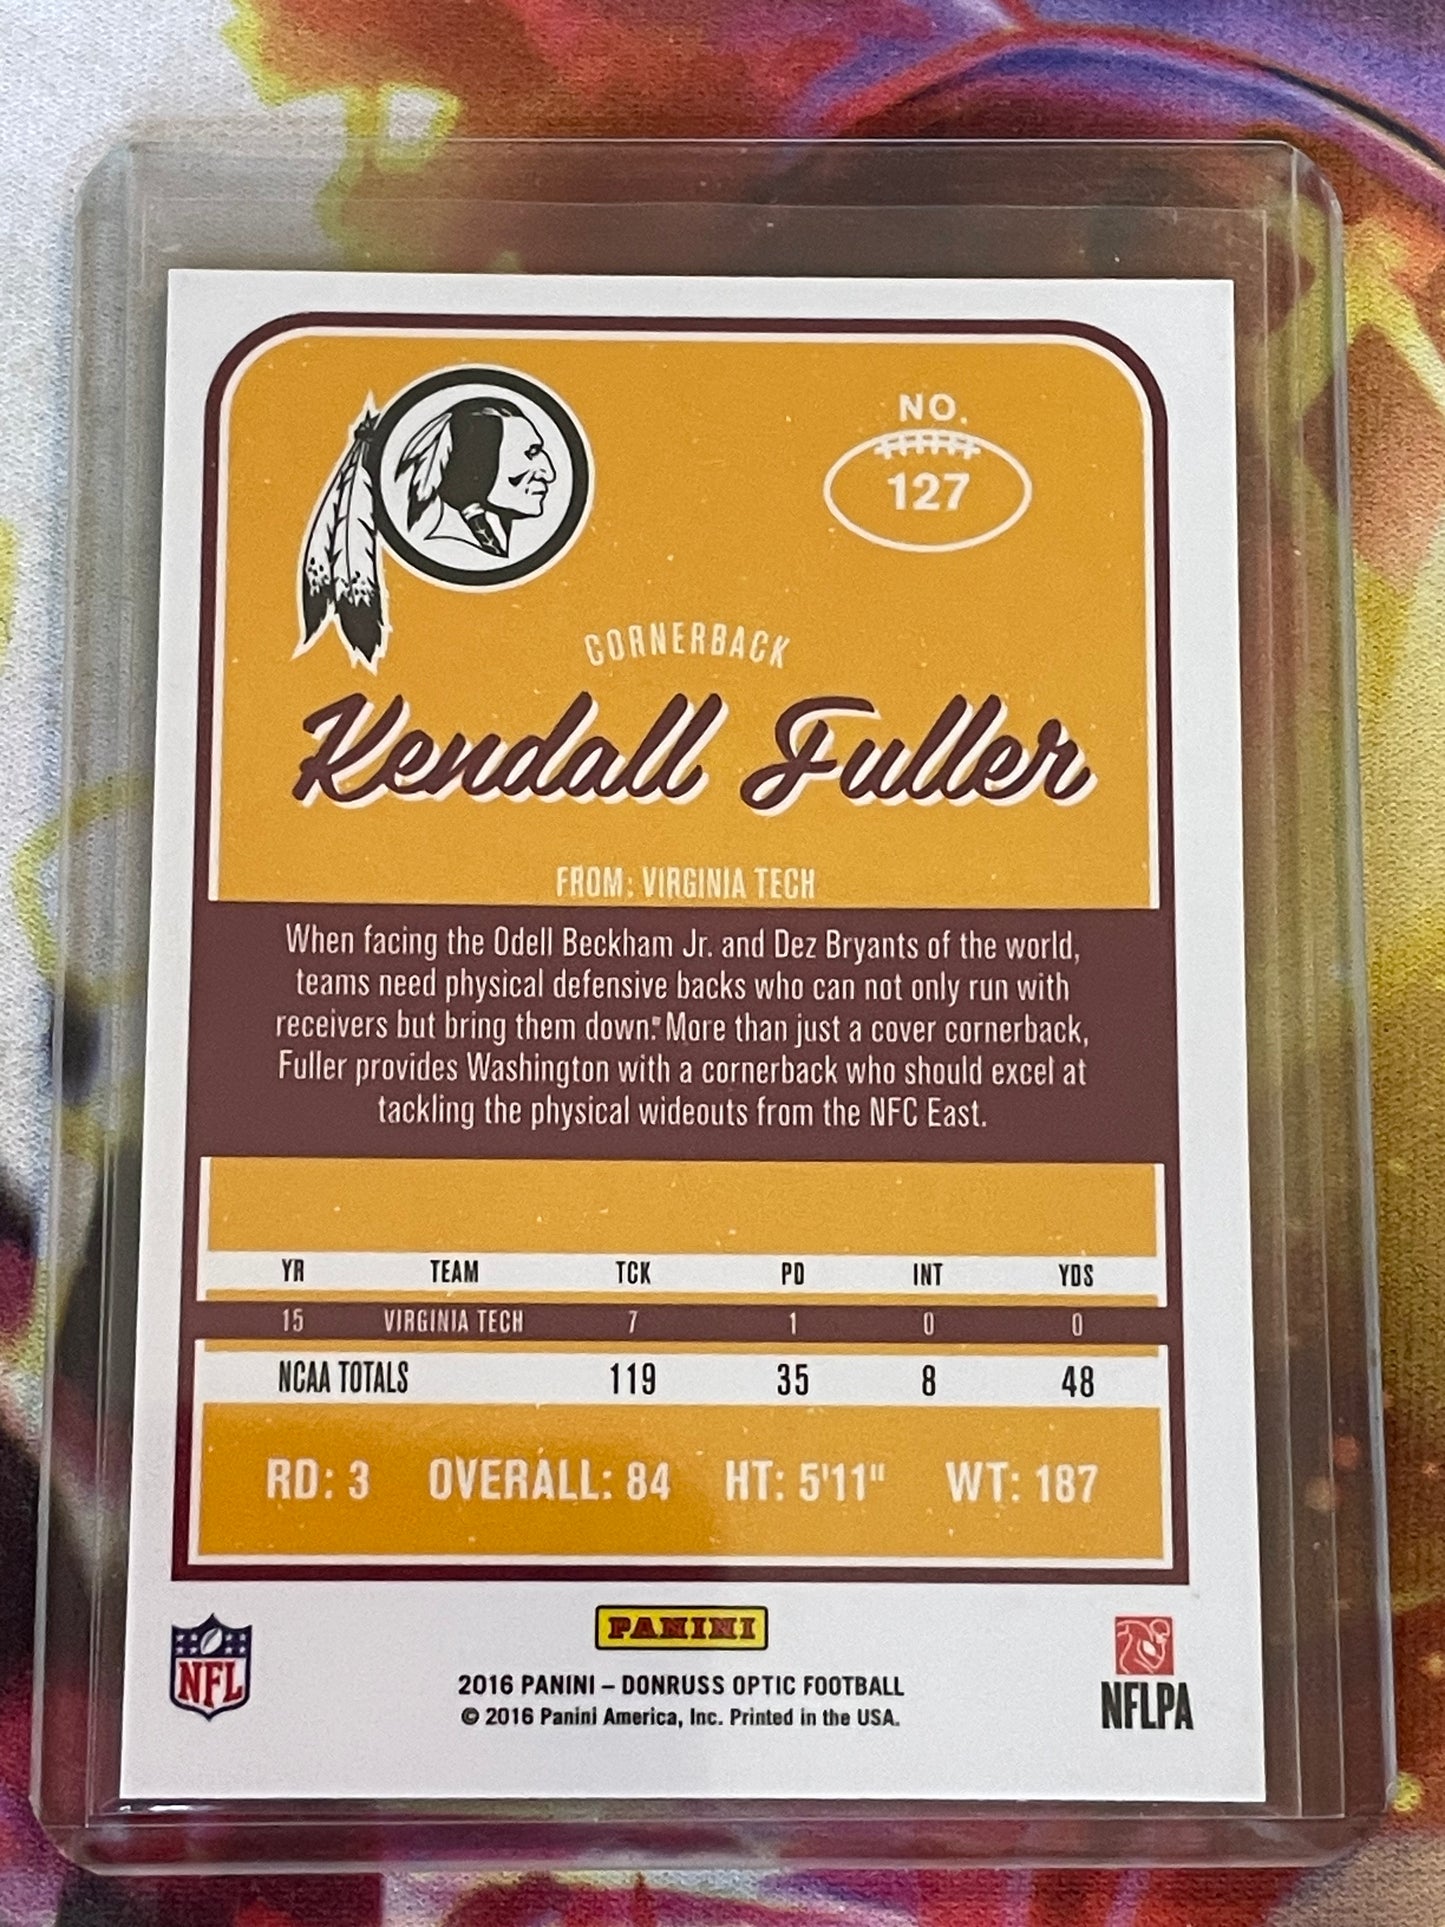 NO.
127
CORNERBACK
Kendall Fuller
FROM: VIRGINIA TECH
When facing the Odell Beckham Jr. and Dez Bryants of the world,
teams need physical defensive backs who can not only run with
receivers but bring them down. More than just a cover cornerback,
Fuller provides Washington with a cornerback who should excel at
tackling the physical wideouts from the NFC East.
YR TEAM TCK PD INT YDS
15 VIRGINIA TECH 7 1 0 0
NCAA TOTALS 119 35 8 48
RD: 3 OVERALL: 84 HT: 5'11" WT: 187
NFL
PANINI
2016 PANINI – DONRUSS OPTIC FOOTBALL
© 2016 Panini America, Inc. Printed in the USA.
NFLPA